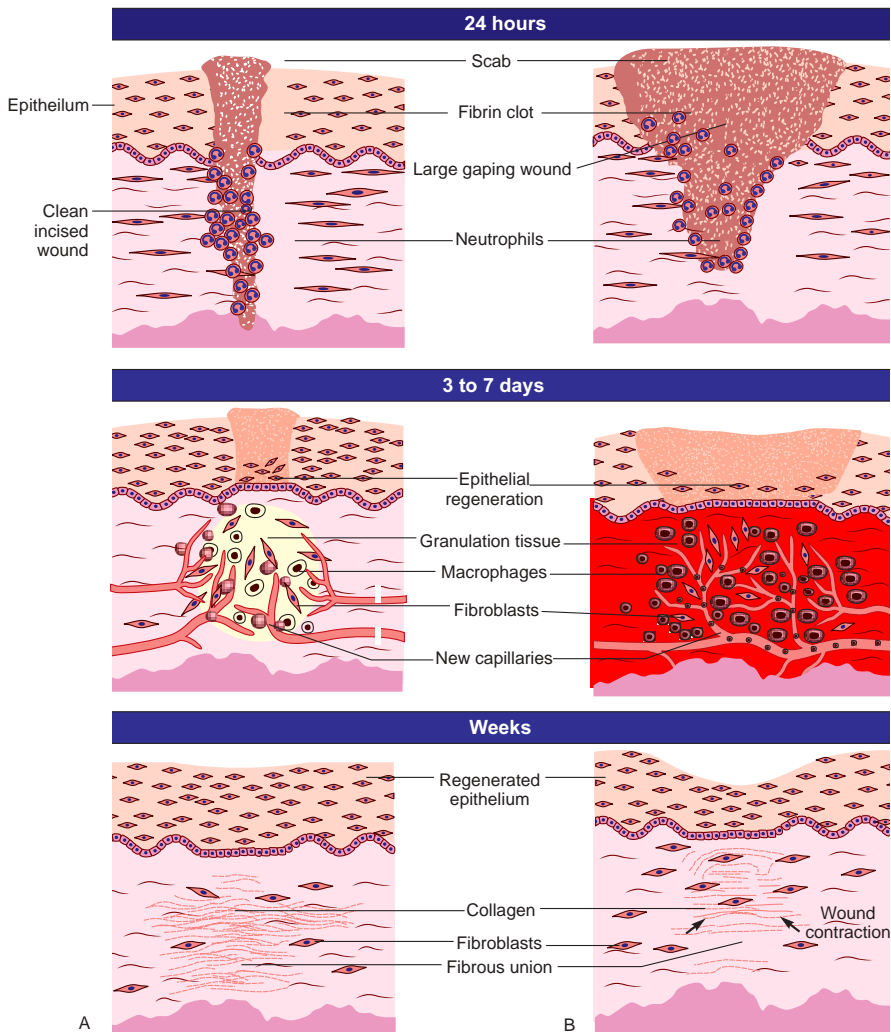 24 hours
Scab
Epitheilum
Fibrin clot
Large gaping wound
Clean
incised
wound
Neutrophils
3 to 7 days
Epithelial
regeneration
Granulation tissue
Macrophages
Fibroblasts
New capillaries
Weeks
Regenerated
epithelium
Collagen
Wound
contraction
Fibroblasts
Fibrous union
A
B